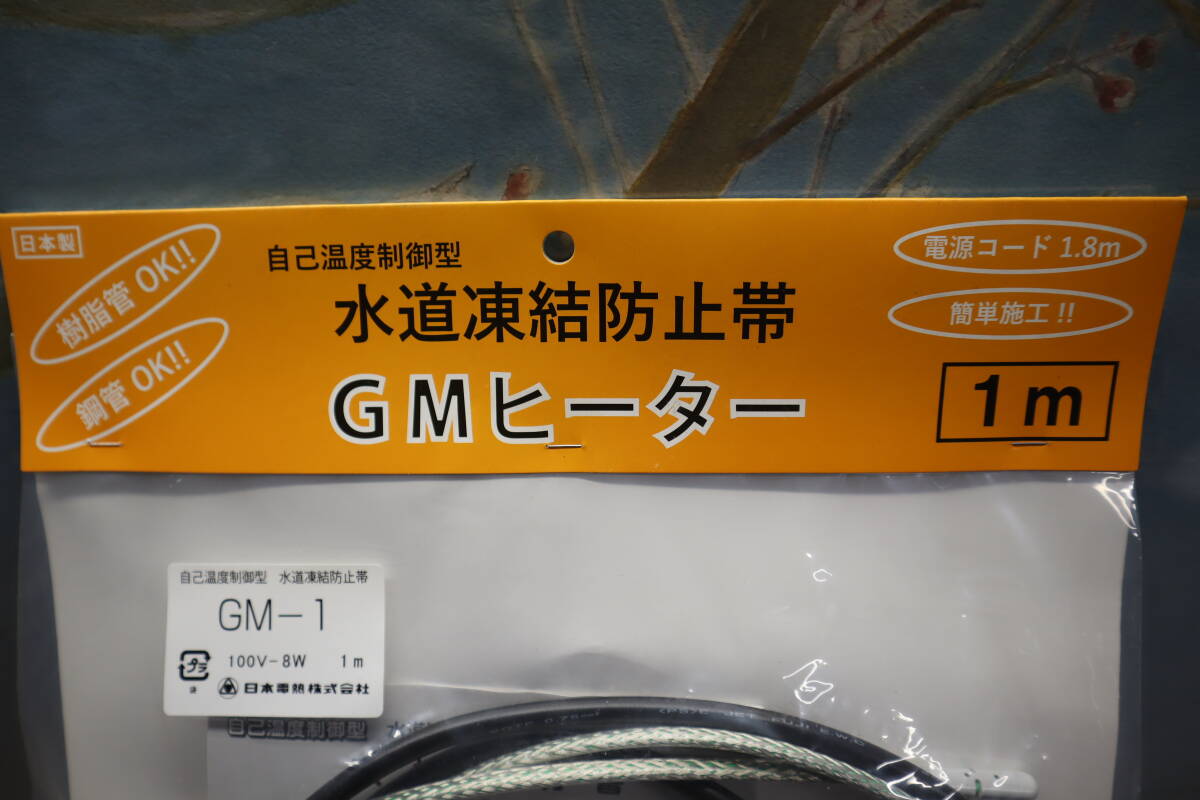 日本製
樹脂管 OK!!
鋼管 OK!!
自己温度制御型
水道凍結防止帯
GMヒーター
電源コード 1.8m
簡単施工 !!
1m
自己温度制御型 水道凍結防止帯
GM-1
プラ
袋
100V-8W 1m
日本電熱株式会社
自己温度制御型